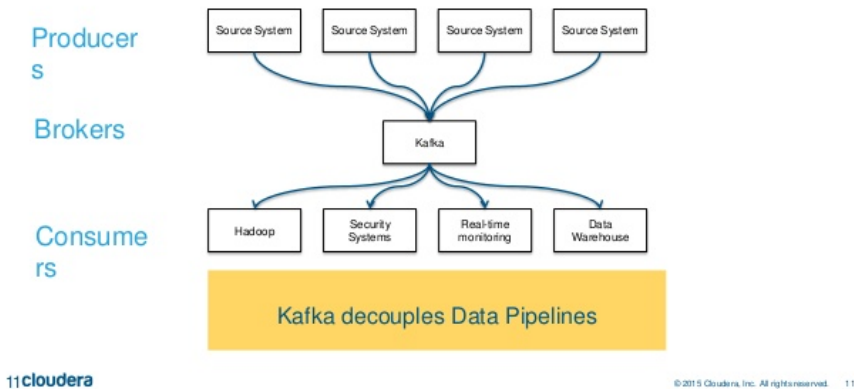 Producer
s
Source System
Source System
Source System
Source System
Brokers
Kafka
Consume
rs
Hadoop
Security
Systems
Real-time
monitoring
Data
Warehouse
Kafka decouples Data Pipelines
11 cloudera
© 2015 Cloudera, Inc. All rights reserved. 11